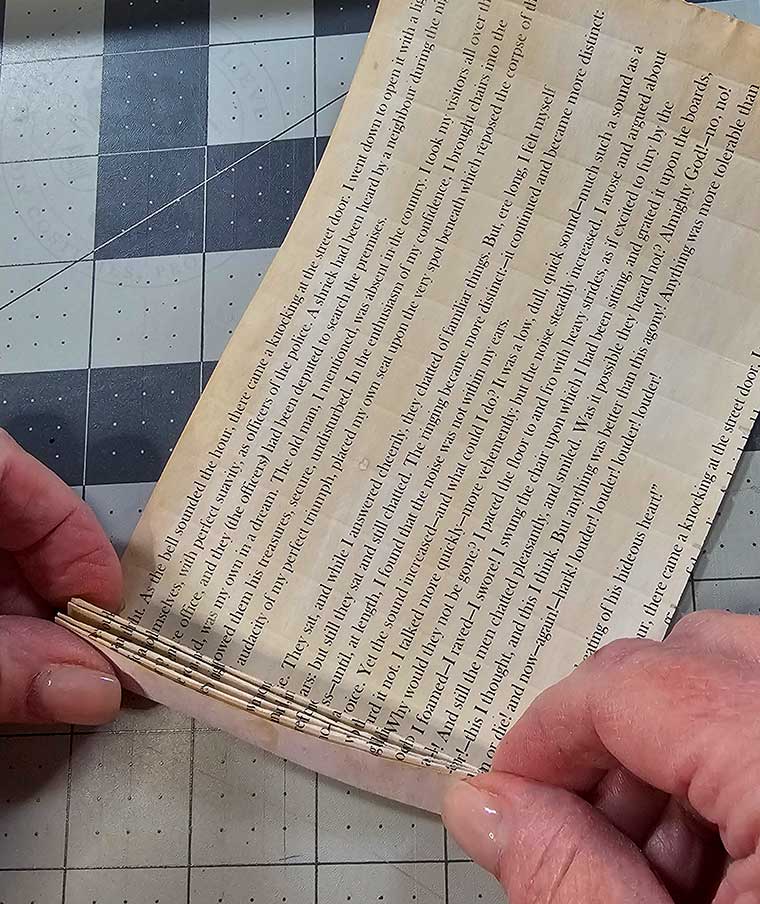 As the bell sounded the hour, there came a knocking at the street door. I went down to open it with a lig
themselves, with perfect suavity, as officers of the police. A shriek had been heard by a neighbour during the ni
e office, and they (the officers) had been deputed to search the premises.
d, was my own in a dream. The old man, I mentioned, was absent in the country. I took my visitors all over th
howed them his treasures, secure, undisturbed. In the enthusiasm of my confidence, I brought chairs into the
audacity of my perfect triumph, placed my own seat upon the very spot beneath which reposed the corpse of th
e. They sat, and while I answered cheerily, they chatted of familiar things. But, ere long, I felt myself
ears: but still they sat and still chatted. The ringing became more distinct:—it continued and became more distinct:
s—until, at length, I found that the noise was not within my ears.
voice. Yet the sound increased—and what could I do? It was a low, dull, quick sound—much such a sound as a
ard it not. I talked more quickly—more vehemently; but the noise steadily increased. I arose and argued about
Why would they not be gone? I paced the floor to and fro with heavy strides, as if excited to fury by the
I foamed—I raved—I swore! I swung the chair upon which I had been sitting, and grated it upon the boards,
And still the men chatted pleasantly, and smiled. Was it possible they heard not? Almighty God!—no, no!
—this I thought, and this I think. But anything was better than this agony! Anything was more tolerable than
die! and now—again!—hark! louder! louder! louder! louder!
ting of his hideous heart!”
ur, there came a knocking at the street door. I